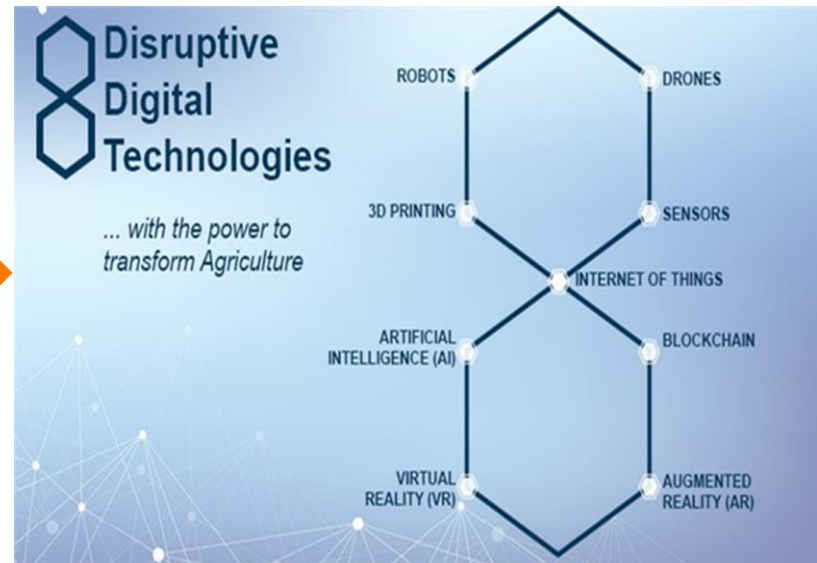 Disruptive
Digital
Technologies
... with the power to
transform Agriculture
ROBOTS
DRONES
3D PRINTING
SENSORS
INTERNET OF THINGS
ARTIFICIAL
INTELLIGENCE (AI)
BLOCKCHAIN
VIRTUAL
REALITY (VR)
AUGMENTED
REALITY (AR)